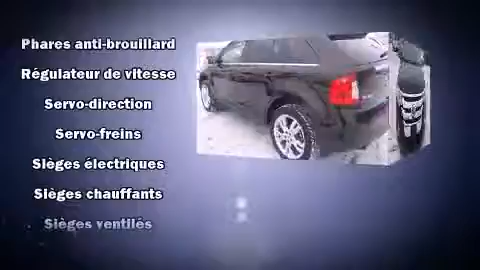 Phares anti-brouillard
Régulateur de vitesse
Servo-direction
Servo-freins
Sièges électriques
Sièges chauffants
Sièges ventilés